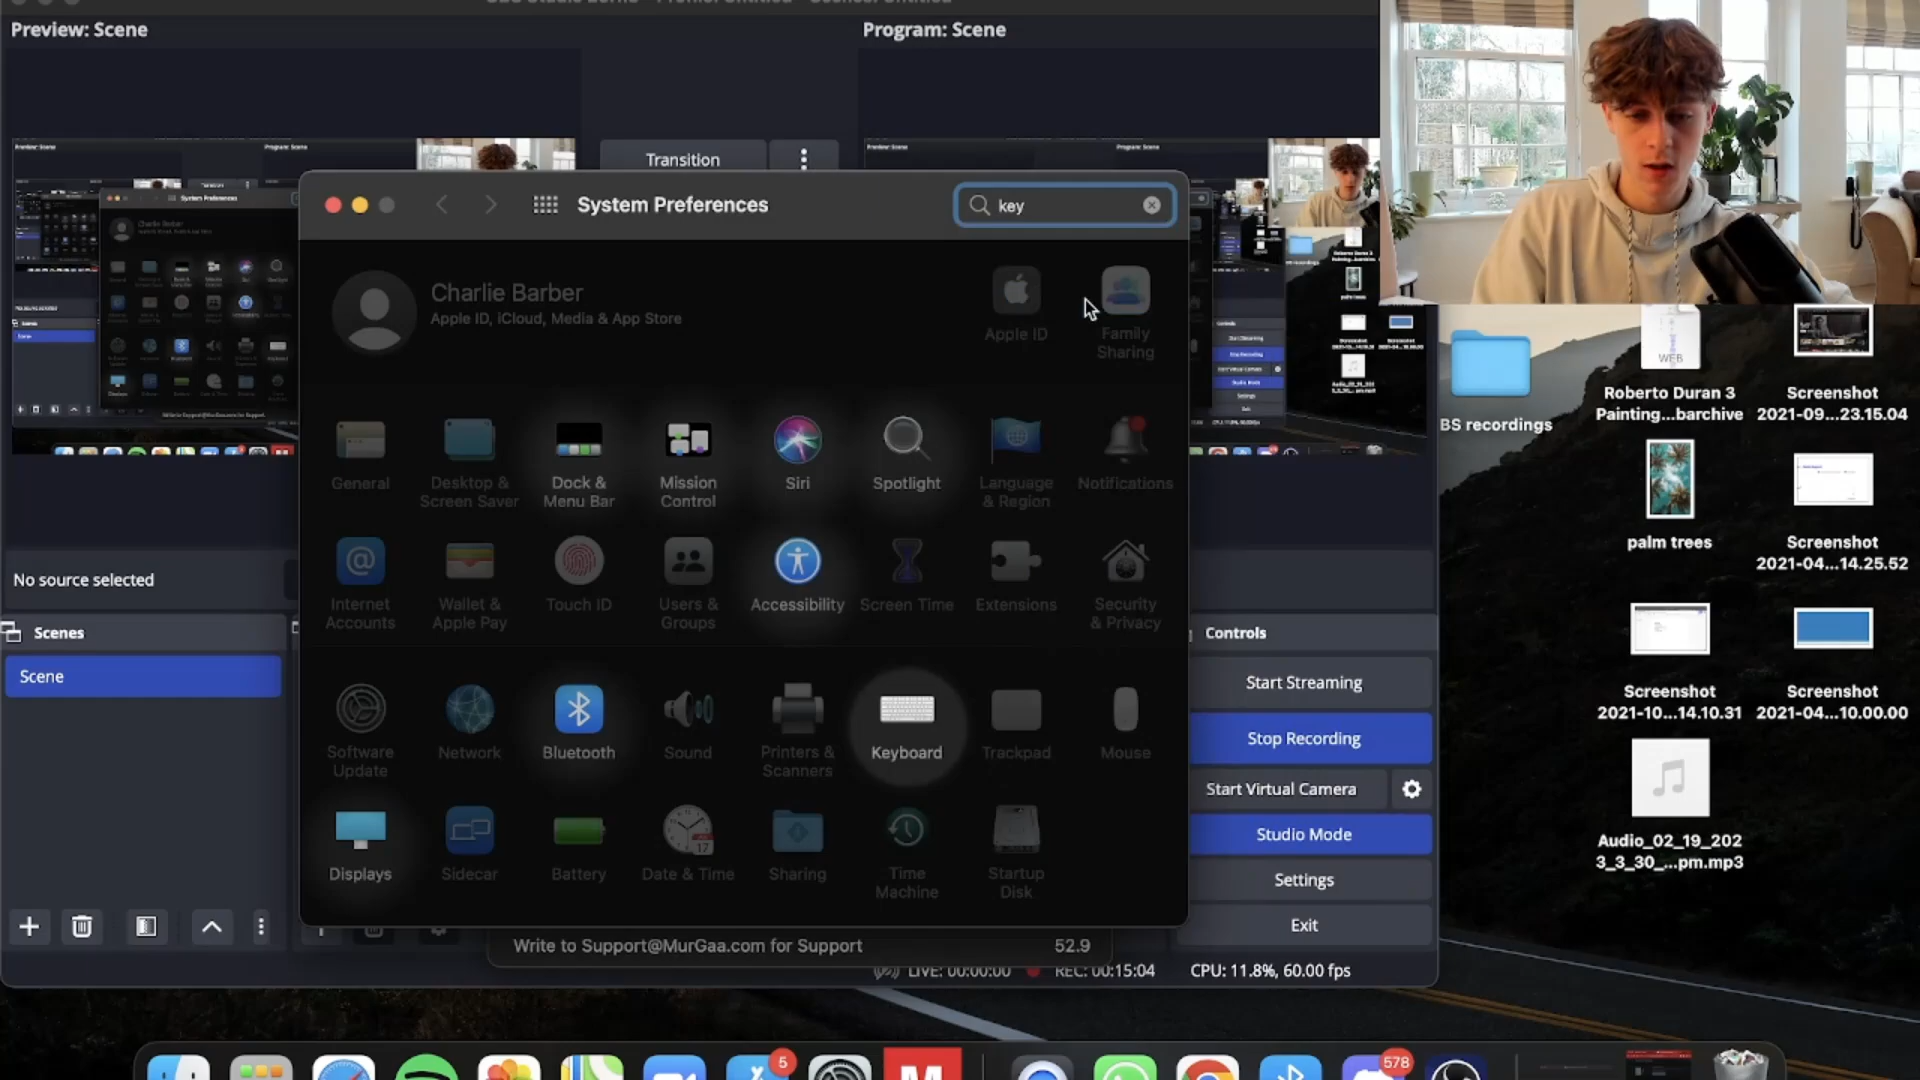 Preview: Scene
Program: Scene
Transition
System Preferences
key
Charlie Barber
Apple ID, iCloud, Media & App Store
Apple ID
Family
Sharing
General
Desktop &
Screen Saver
Dock &
Menu Bar
Mission
Control
Siri
Spotlight
Language
& Region
Notifications
Internet
Accounts
Wallet &
Apple Pay
Touch ID
Users &
Groups
Accessibility
Screen Time
Extensions
Security
& Privacy
Software
Update
Network
Bluetooth
Sound
Printers &
Scanners
Keyboard
Trackpad
Mouse
Displays
Sidecar
Battery
Date & Time
Sharing
Time
Machine
Startup
Disk
No source selected
Scenes
Scene
Controls
Start Streaming
Stop Recording
Start Virtual Camera
Studio Mode
Settings
Exit
Write to Support@MurGaa.com for Support
52.9
LIVE: 00:00:00
REC: 00:15:04
CPU: 11.8%, 60.00 fps
BS recordings
WEB
Roberto Duran 3
Painting...barchive
Screenshot
2021-09...23.15.04
palm trees
Screenshot
2021-04...14.25.52
Screenshot
2021-10...14.10.31
Screenshot
2021-04...10.00.00
Audio_02_19_202
3_3_30_...pm.mp3
5
578
17